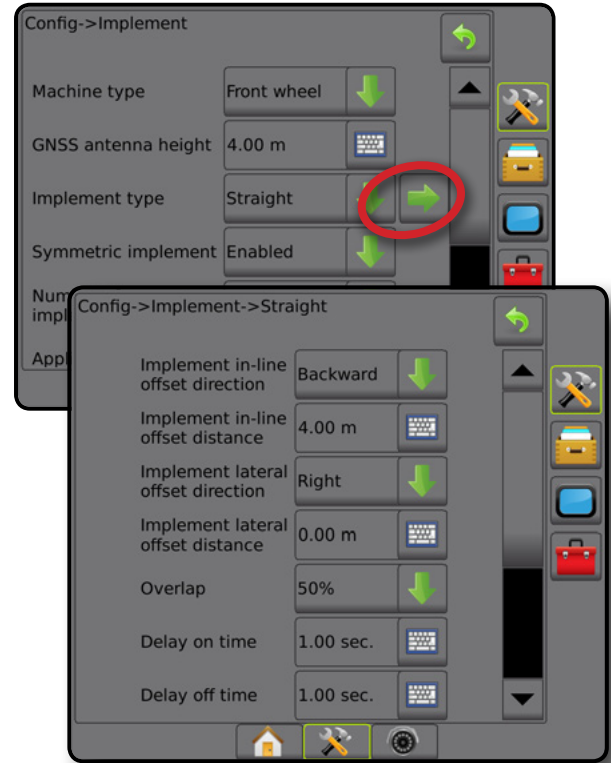 Config->Implement
Machine type Front wheel
GNSS antenna height 4.00 m
Implement type Straight
Symmetric implement Enabled
Config->Implement->Straight
Implement in-line
offset direction Backward
Implement in-line
offset distance 4.00 m
Implement lateral
offset direction Right
Implement lateral
offset distance 0.00 m
Overlap 50%
Delay on time 1.00 sec.
Delay off time 1.00 sec.